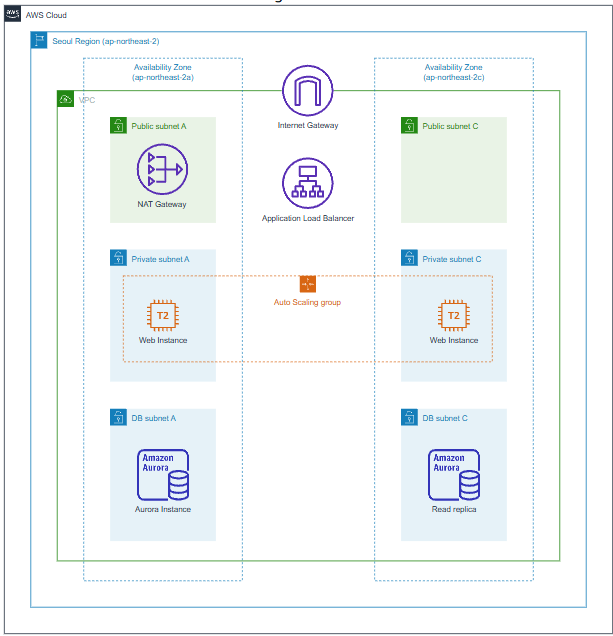 aws
AWS Cloud
Seoul Region (ap-northeast-2)
Availability Zone
(ap-northeast-2a)
Availability Zone
(ap-northeast-2c)
VPC
Internet Gateway
Public subnet A
Public subnet C
NAT Gateway
Application Load Balancer
Private subnet A
Private subnet C
Auto Scaling group
T2
T2
Web Instance
Web Instance
DB subnet A
DB subnet C
Amazon
Aurora
Amazon
Aurora
Aurora Instance
Read replica